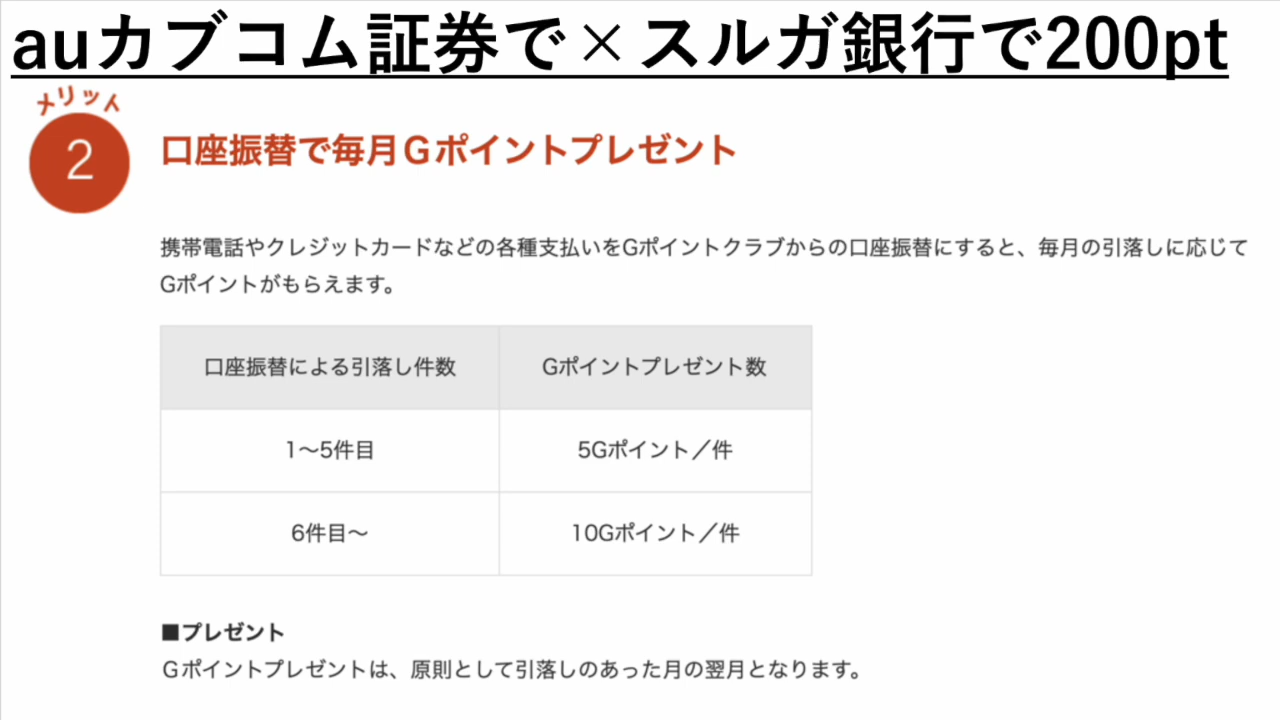 auカブコム証券で×スルガ銀行で200pt
メリット
2
口座振替で毎月Gポイントプレゼント
携帯電話やクレジットカードなどの各種支払いをGポイントクラブからの口座振替にすると、毎月の引落しに応じて
Gポイントがもらえます。
口座振替による引落し件数 Gポイントプレゼント数
1〜5件目 5Gポイント／件
6件目〜 10Gポイント／件
■プレゼント
Ｇポイントプレゼントは、原則として引落しのあった月の翌月となります。